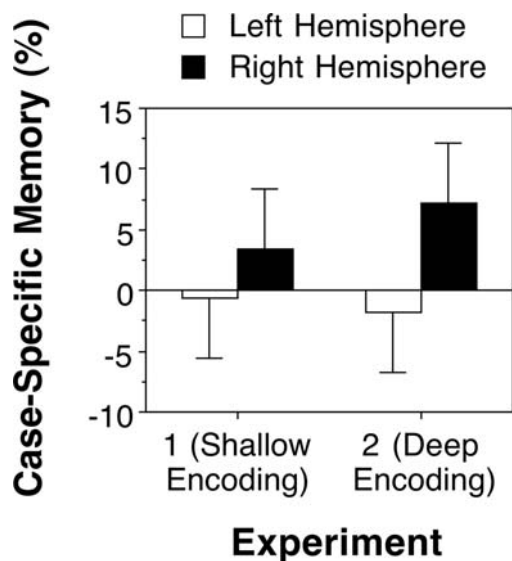 Left Hemisphere
Right Hemisphere
Case-Specific Memory (%)
15
10
5
0
-5
-10
1 (Shallow
Encoding)
2 (Deep
Encoding)
Experiment